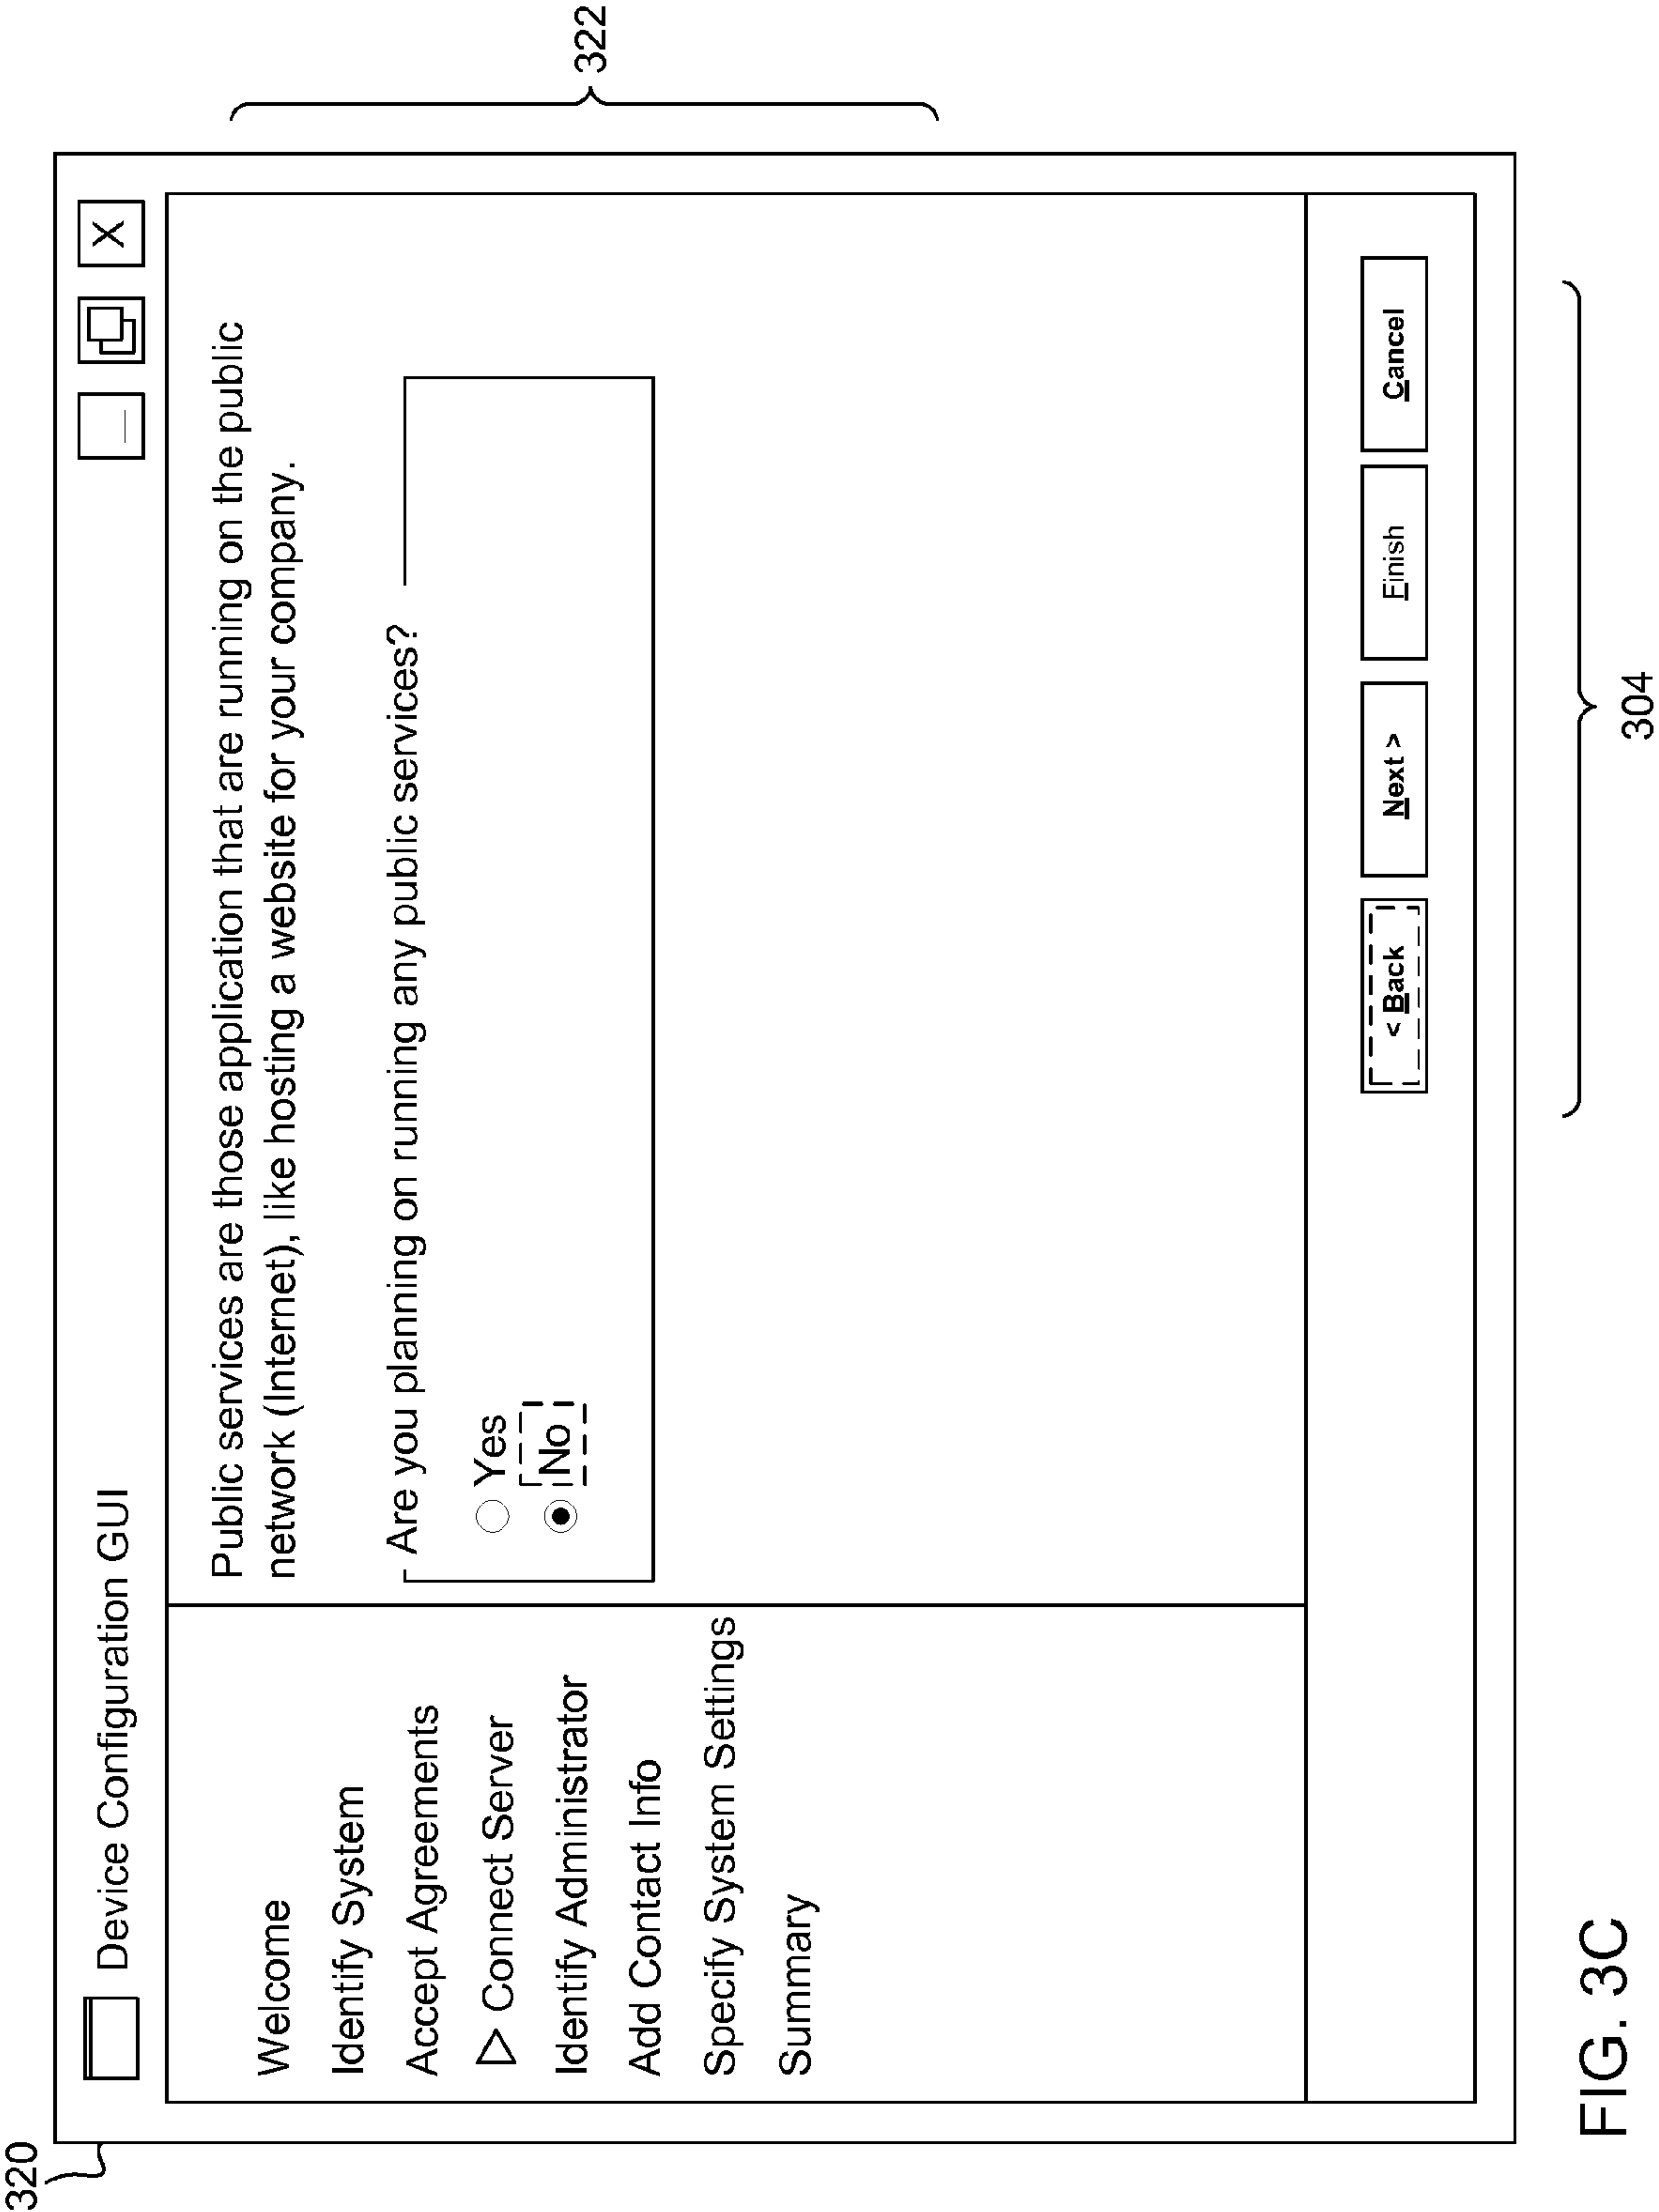 320
Device Configuration GUI
X
Welcome
Identify System
Accept Agreements
Connect Server
Identify Administrator
Add Contact Info
Specify System Settings
Summary
Public services are those application that are running on the public
network (Internet), like hosting a website for your company.
Are you planning on running any public services?
Yes
No
322
< Back
Next >
Finish
Cancel
304
FIG. 3C